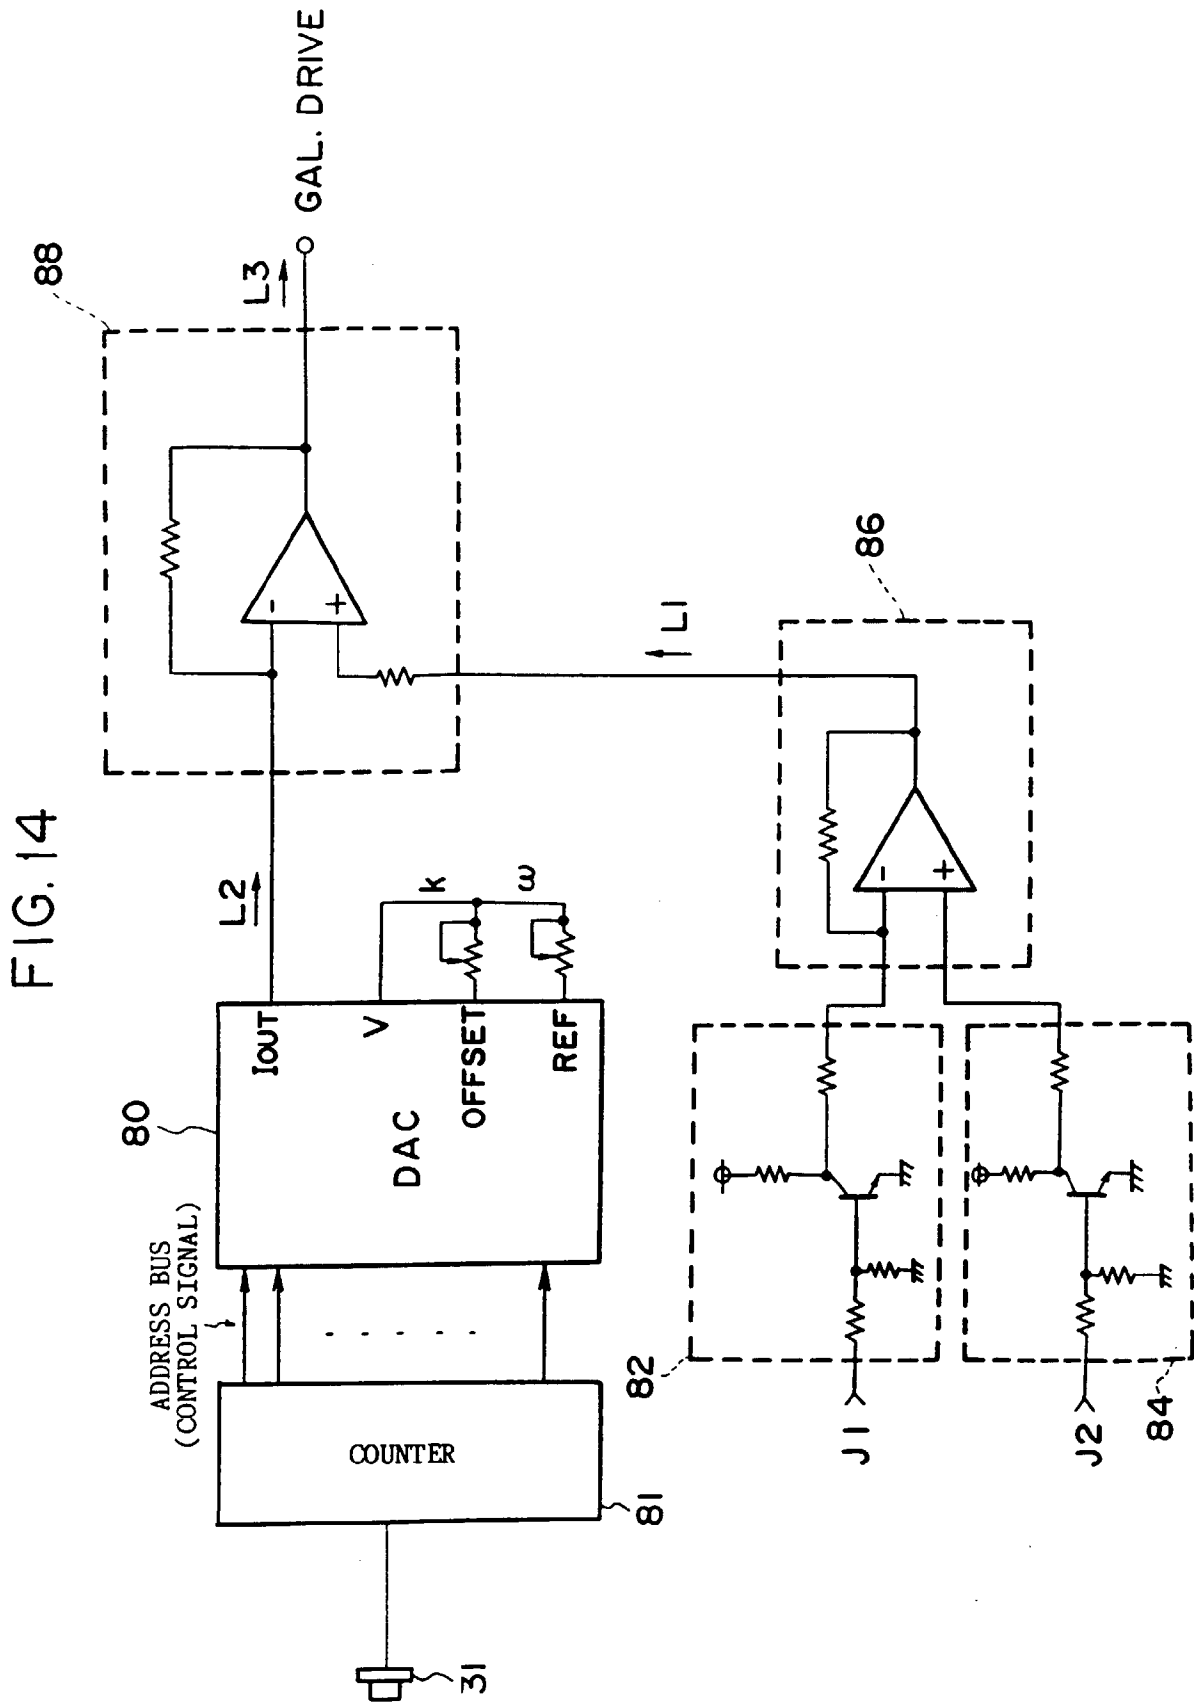 FIG. 14
31
COUNTER
81
ADDRESS BUS
(CONTROL SIGNAL)
80
DAC
IOUT
V
OFFSET
REF
k
ω
L2
88
-
+
L3
GAL. DRIVE
J1
82
J2
84
86
-
+
L1